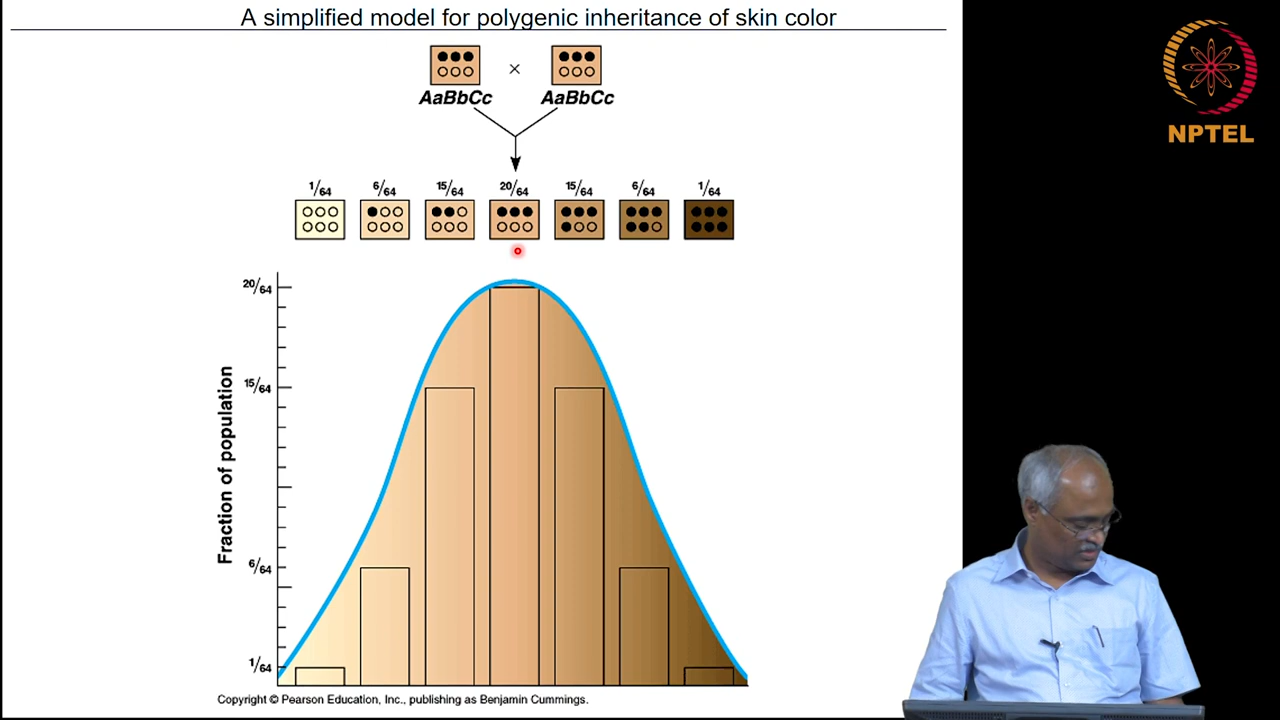 A simplified model for polygenic inheritance of skin color
NPTEL
×
AaBbCc AaBbCc
1/64 6/64 15/64 20/64 15/64 6/64 1/64
20/64
15/64
6/64
1/64
Fraction of population
Copyright © Pearson Education, Inc., publishing as Benjamin Cummings.